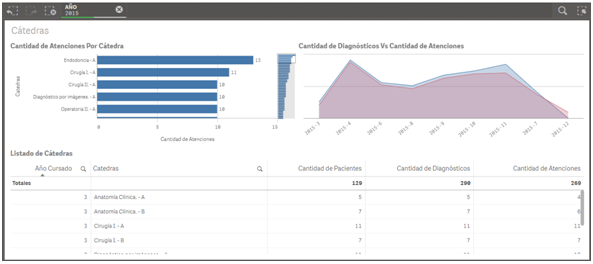 AÑO
2015
Cátedras
Cantidad de Atenciones Por Cátedra
Endodoncia - A
13
Cirugía I - A
11
Cirugía II - A
10
Diagnóstico por Imágenes - A
10
Operatoria II - A
10
Cátedras
0 5 10 15
Cantidad de Atenciones
Cantidad de Diagnósticos Vs Cantidad de Atenciones
2015-3 2015-4 2015-6 2015-8 2015-9 2015-10 2015-11 2015-7 2015-12
Listado de Cátedras
Año Cursado Catedras Cantidad de Pacientes Cantidad de Diagnósticos Cantidad de Atenciones
Totales 129 290 269
3 Anatomía Clínica. - A 5 5 4
3 Anatomía Clínica. - B 7 7 6
3 Cirugía I - A 11 11 11
3 Cirugía I - B 7 7 7